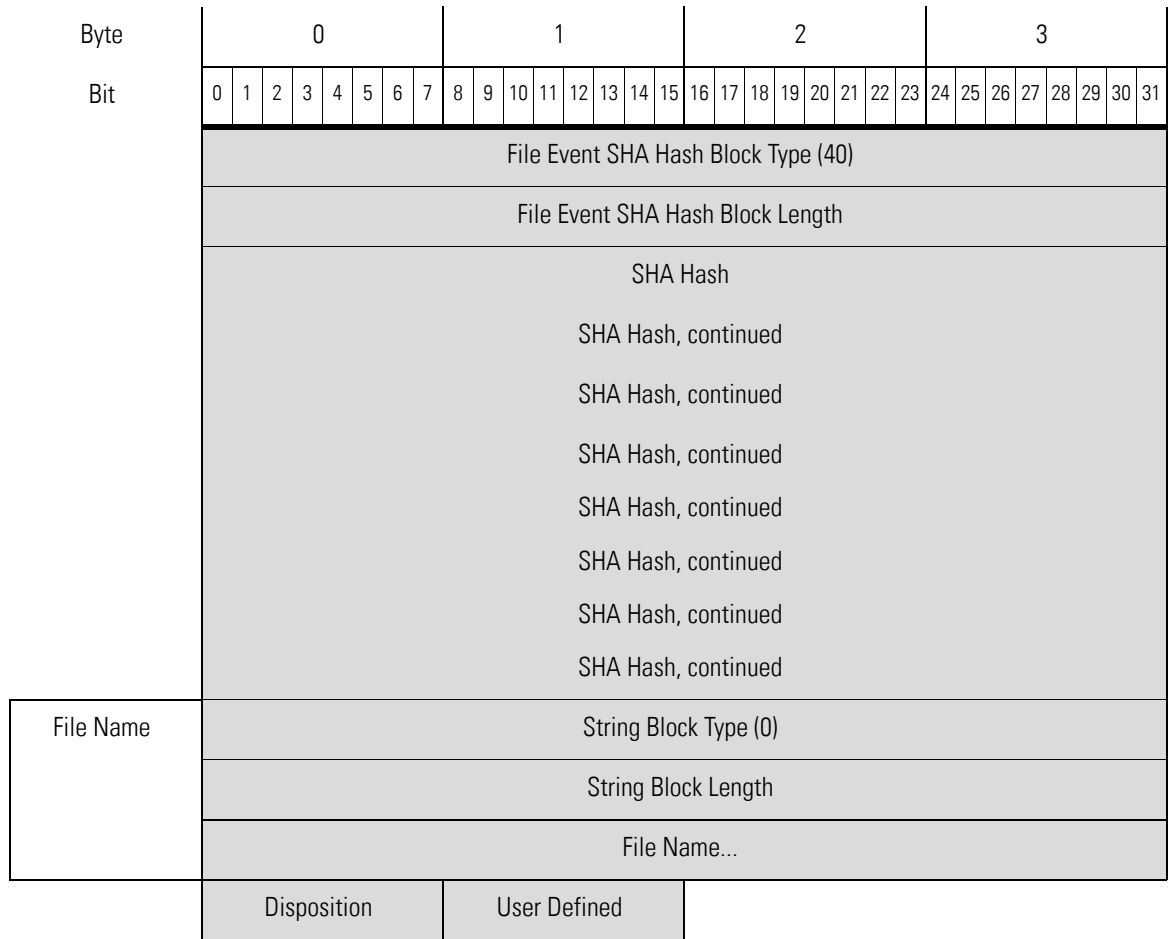 Byte 0 1 2 3
Bit 0 1 2 3 4 5 6 7 8 9 10 11 12 13 14 15 16 17 18 19 20 21 22 23 24 25 26 27 28 29 30 31
File Event SHA Hash Block Type (40)
File Event SHA Hash Block Length
SHA Hash
SHA Hash, continued
SHA Hash, continued
SHA Hash, continued
SHA Hash, continued
SHA Hash, continued
SHA Hash, continued
SHA Hash, continued
File Name String Block Type (0)
String Block Length
File Name...
Disposition User Defined